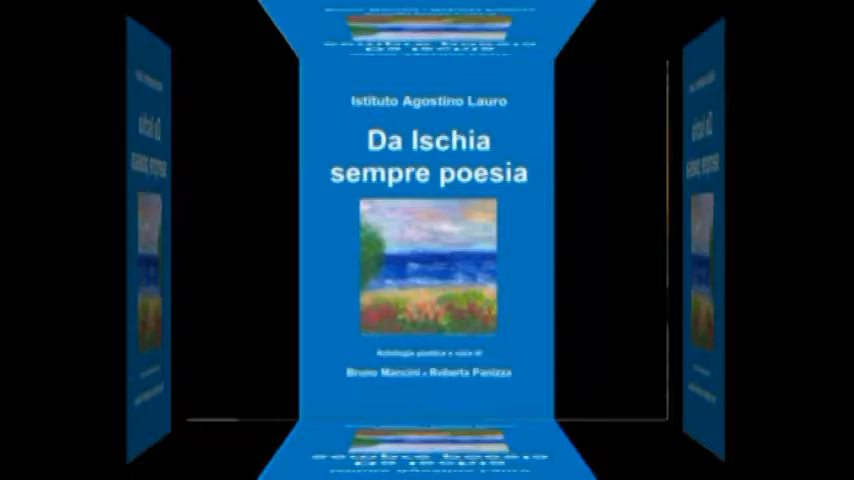 Istituto Agostino Lauro
Da Ischia
sempre poesia
Antologia poetica a cura di
Bruno Mancini - Roberta Panizza